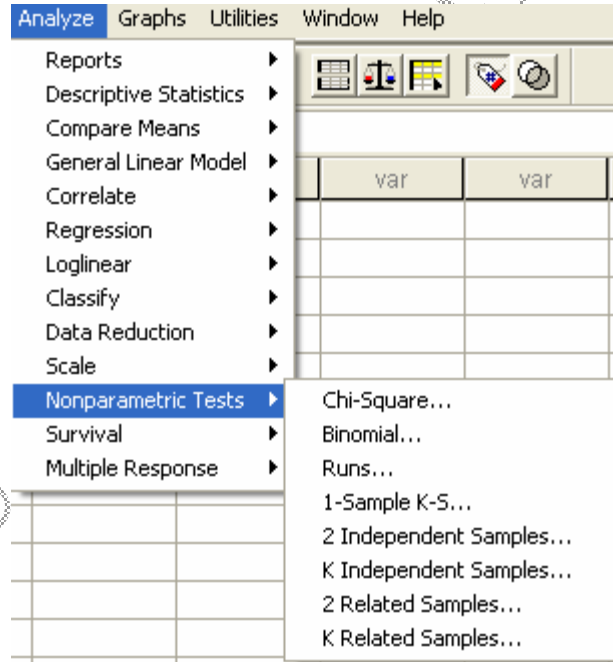 Analyze Graphs Utilities Window Help
Reports
Descriptive Statistics
Compare Means
General Linear Model
var var
Correlate
Regression
Loglinear
Classify
Data Reduction
Scale
Nonparametric Tests
Chi-Square...
Survival
Binomial...
Multiple Response
Runs...
1-Sample K-S...
2 Independent Samples...
K Independent Samples...
2 Related Samples...
K Related Samples...